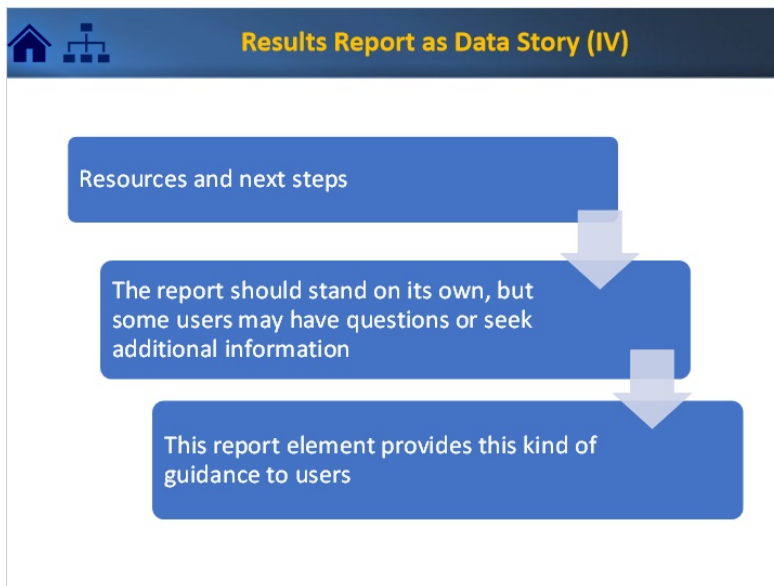 Results Report as Data Story (IV)
Resources and next steps
The report should stand on its own, but
some users may have questions or seek
additional information
This report element provides this kind of
guidance to users